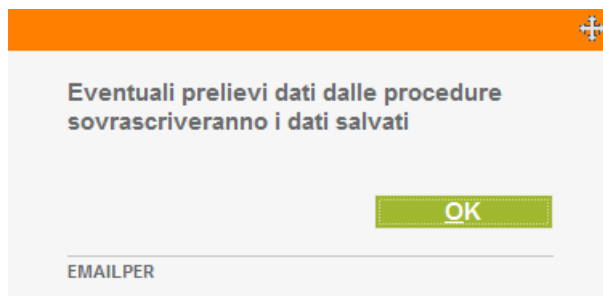 Eventuali prelievi dati dalle procedure
sovrascriveranno i dati salvati
OK
EMAILPER